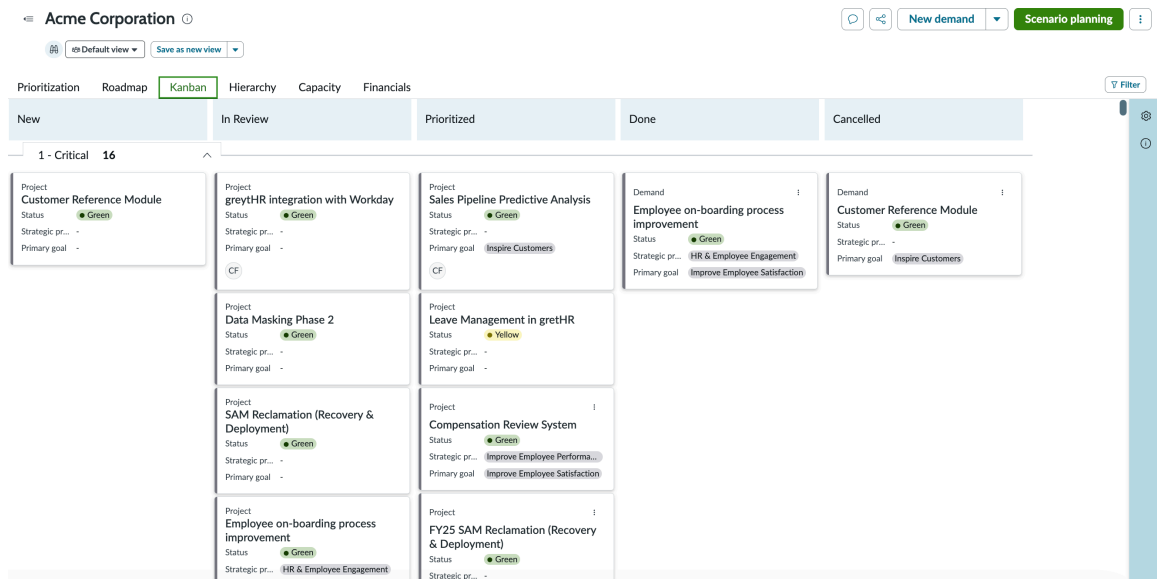 Acme Corporation
New demand
Scenario planning
Default view
Save as new view
Prioritization
Roadmap
Kanban
Hierarchy
Capacity
Financials
Filter
New
In Review
Prioritized
Done
Cancelled
1 - Critical 16
Project
Customer Reference Module
Status Green
Strategic pr... -
Primary goal -
Project
greytHR integration with Workday
Status Green
Strategic pr... -
Primary goal -
CF
Project
Data Masking Phase 2
Status Green
Strategic pr... -
Primary goal -
Project
SAM Reclamation (Recovery &
Deployment)
Status Green
Strategic pr... -
Primary goal -
Project
Employee on-boarding process
improvement
Status Green
Strategic pr... HR & Employee Engagement
Project
Sales Pipeline Predictive Analysis
Status Green
Strategic pr... -
Primary goal Inspire Customers
CF
Project
Leave Management in gretHR
Status Yellow
Strategic pr... -
Primary goal -
Project
Compensation Review System
Status Green
Strategic pr... Improve Employee Performa...
Primary goal Improve Employee Satisfaction
Project
FY25 SAM Reclamation (Recovery
& Deployment)
Status Green
Strategic pr... -
Demand
Employee on-boarding process
improvement
Status Green
Strategic pr... HR & Employee Engagement
Primary goal Improve Employee Satisfaction
Demand
Customer Reference Module
Status Green
Strategic pr... -
Primary goal Inspire Customers